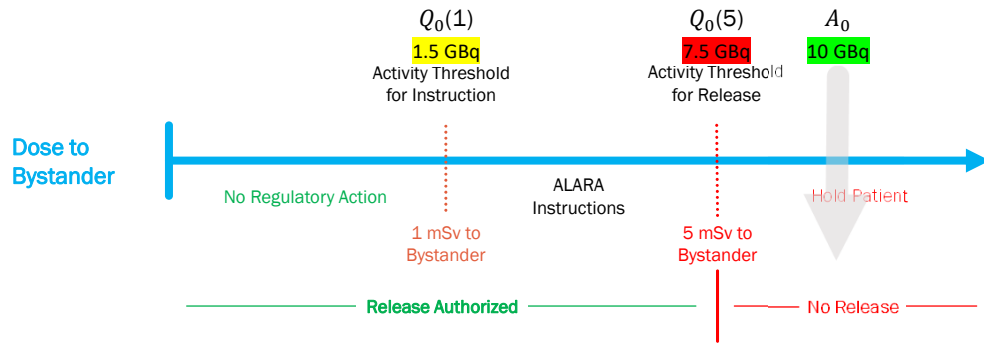 Q₀(1)
1.5 GBq
Activity Threshold
for Instruction
Q₀(5)
7.5 GBq
Activity Threshold
for Release
A₀
10 GBq
Dose to
Bystander
No Regulatory Action
ALARA
Instructions
Hold Patient
1 mSv to
Bystander
5 mSv to
Bystander
Release Authorized
No Release